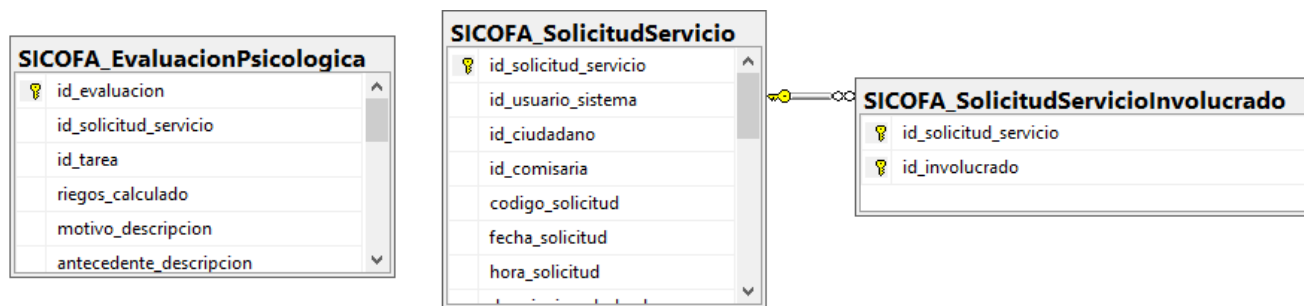 SICOFA_EvaluacionPsicologica
id_evaluacion
id_solicitud_servicio
id_tarea
riegos_calculado
motivo_descripcion
antecedente_descripcion
SICOFA_SolicitudServicio
id_solicitud_servicio
id_usuario_sistema
id_ciudadano
id_comisaria
codigo_solicitud
fecha_solicitud
hora_solicitud
SICOFA_SolicitudServicioInvolucrado
id_solicitud_servicio
id_involucrado